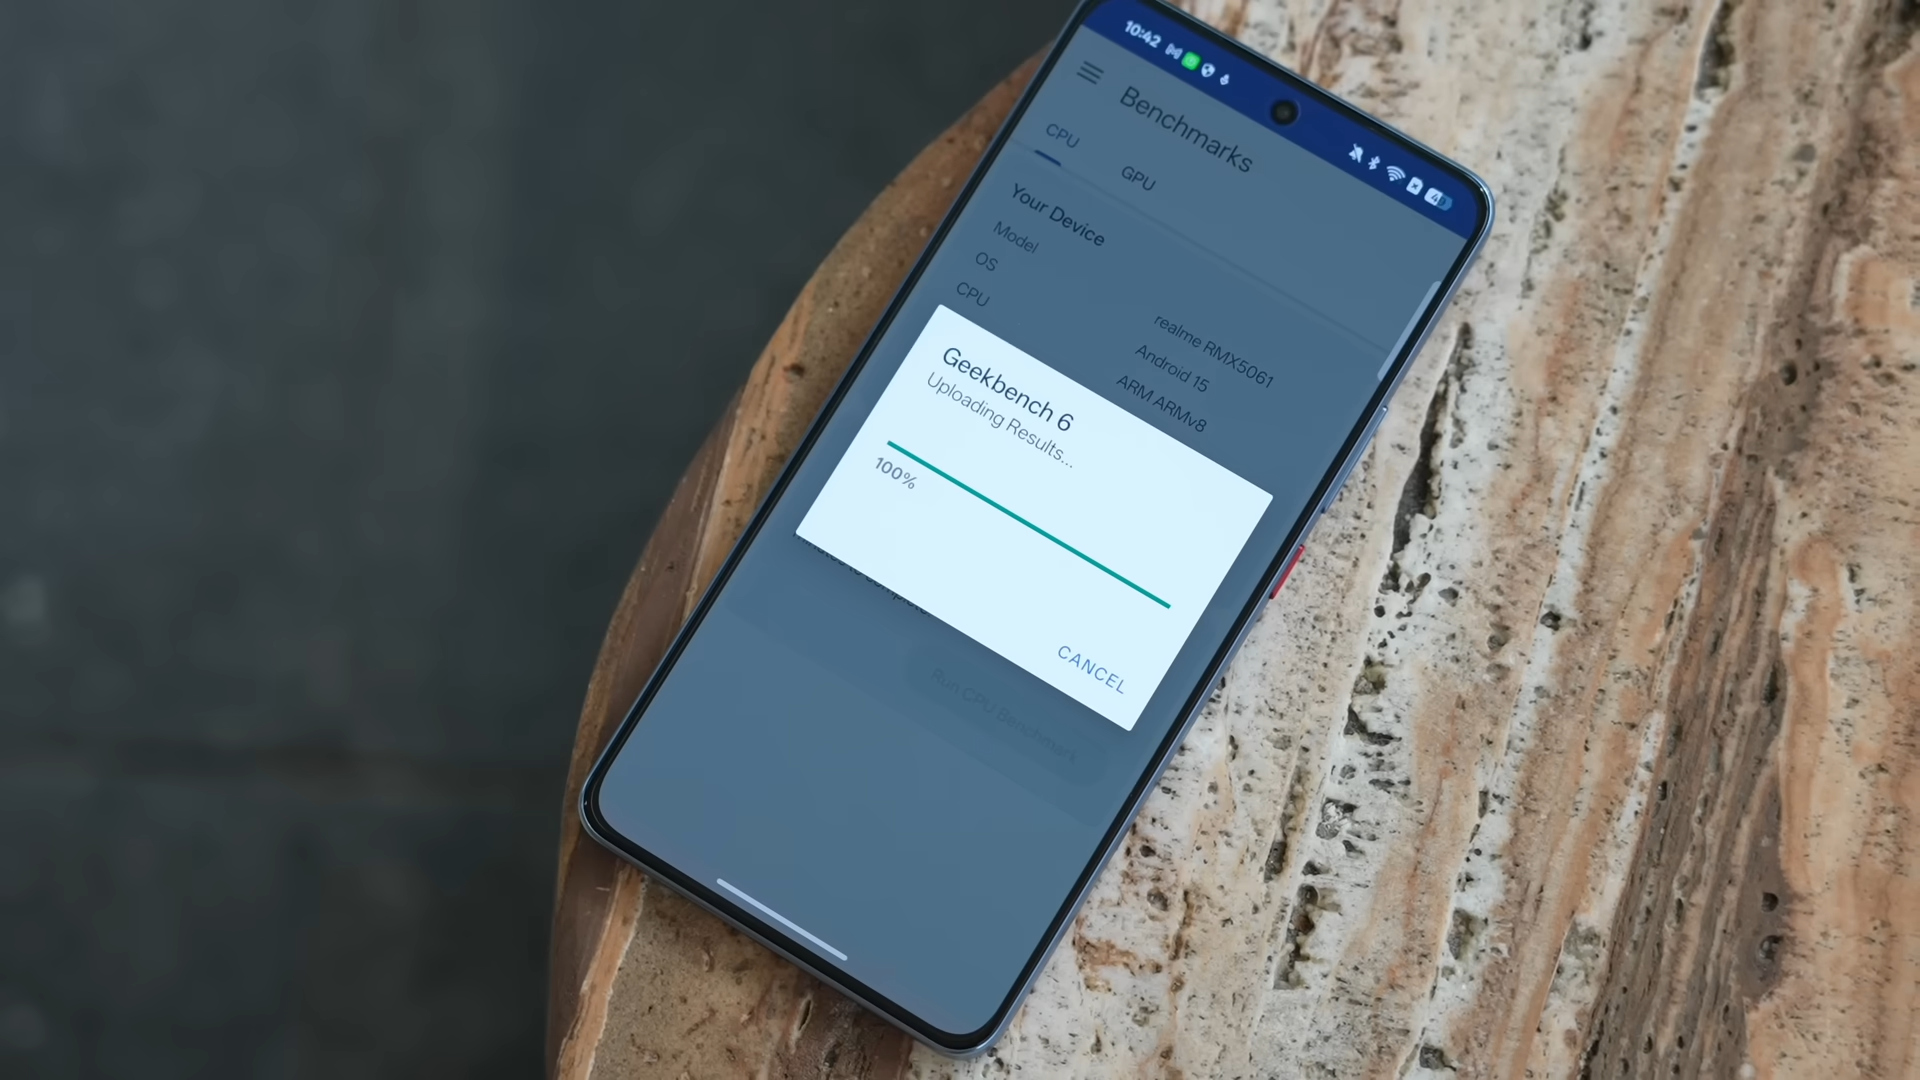 10:42
Benchmarks
CPU
GPU
Your Device
Model
realme RMX5061
OS
Android 15
CPU
ARM ARMv8
Geekbench 6
Uploading Results...
100%
CANCEL
Run CPU Benchmark